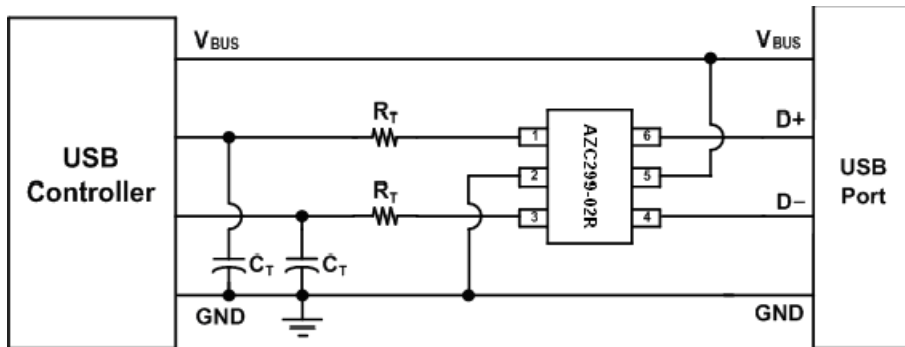 VBUS
VBUS
RT
D+
1
6
USB
Controller
AZC299-02R
2
5
USB
Port
RT
D−
3
4
CT
CT
GND
GND